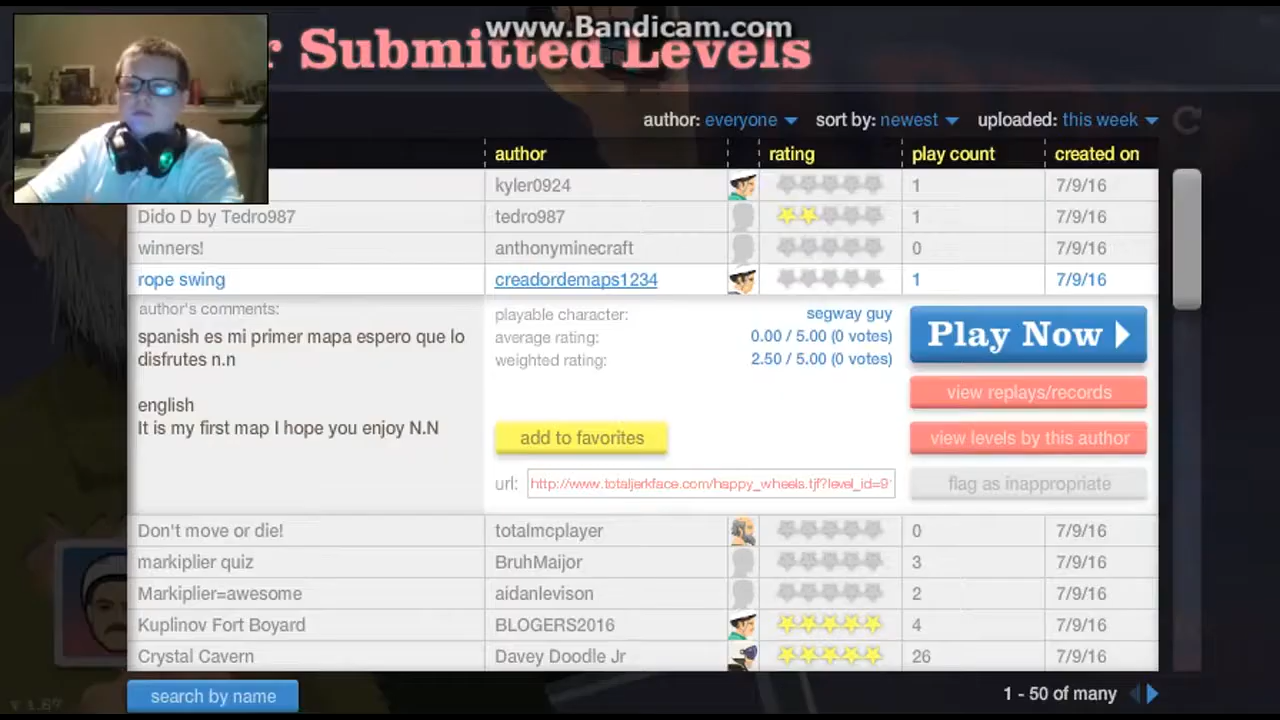 www.Bandicam.com
r Submitted Levels
author: everyone sort by: newest uploaded: this week
author rating play count created on
kyler0924 1 7/9/16
Dido D by Tedro987 tedro987 1 7/9/16
winners! anthonyminecraft 0 7/9/16
rope swing creadordemaps1234 1 7/9/16
author's comments:
spanish es mi primer mapa espero que lo
disfrutes n.n
english
It is my first map I hope you enjoy N.N
playable character: segway guy
average rating: 0.00 / 5.00 (0 votes)
weighted rating: 2.50 / 5.00 (0 votes)
add to favorites
url: http://www.totaljerkface.com/happy_wheels.tjf?level_id=9
Play Now
view replays/records
view levels by this author
flag as inappropriate
Don't move or die! totalmcplayer 0 7/9/16
markiplier quiz BruhMaijor 3 7/9/16
Markiplier=awesome aidanlevison 2 7/9/16
Kuplinov Fort Boyard BLOGERS2016 4 7/9/16
Crystal Cavern Davey Doodle Jr 26 7/9/16
search by name 1 - 50 of many
v 1.69